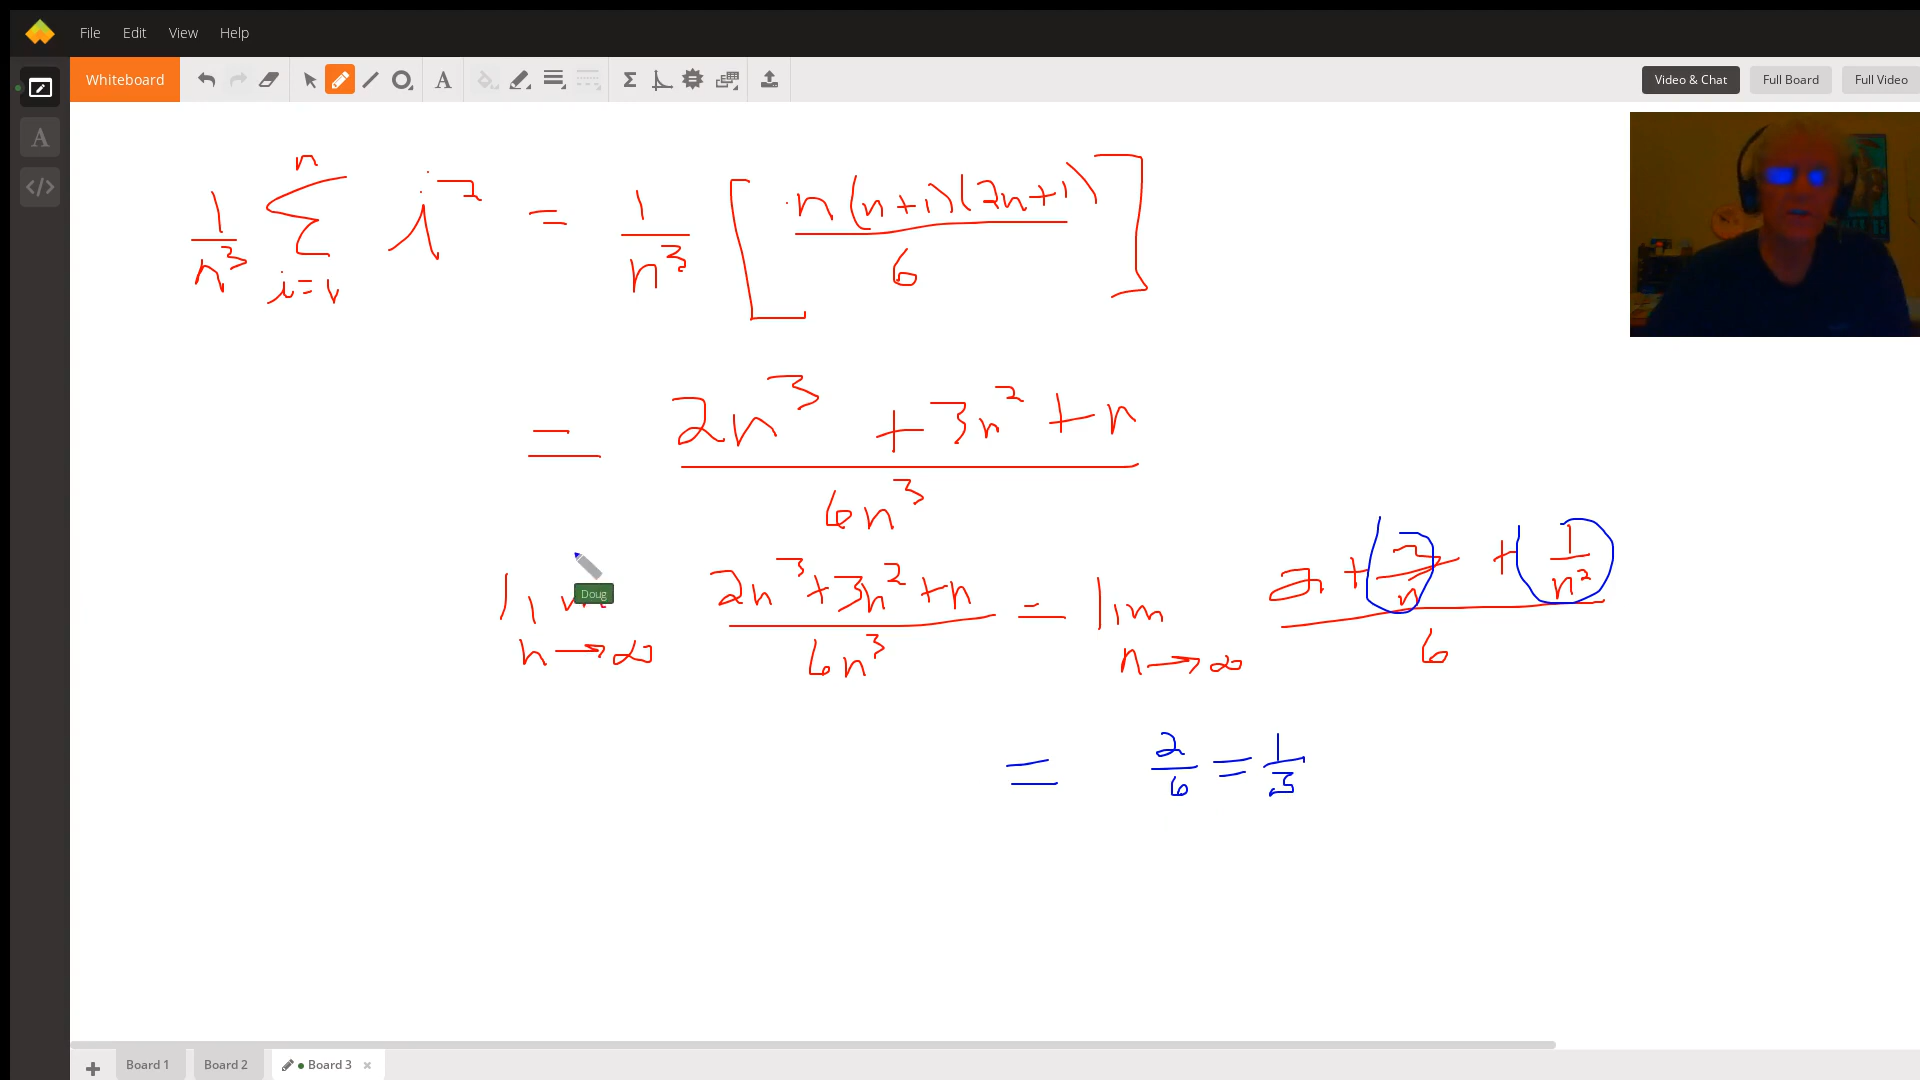 File Edit View Help
Whiteboard A Σ Video & Chat Full Board Full Video
A
</>
1/n³ Σ_{i=1}^{n} i² = 1/n³ [ n(n+1)(2n+1) / 6 ]
= (2n³ + 3n² + n) / 6n³
lim_{n→∞} (2n³+3n²+n) / 6n³ = lim_{n→∞} (2 + 3/n + 1/n²) / 6
Doug
= 2/6 = 1/3
+ Board 1 Board 2 Board 3 ×